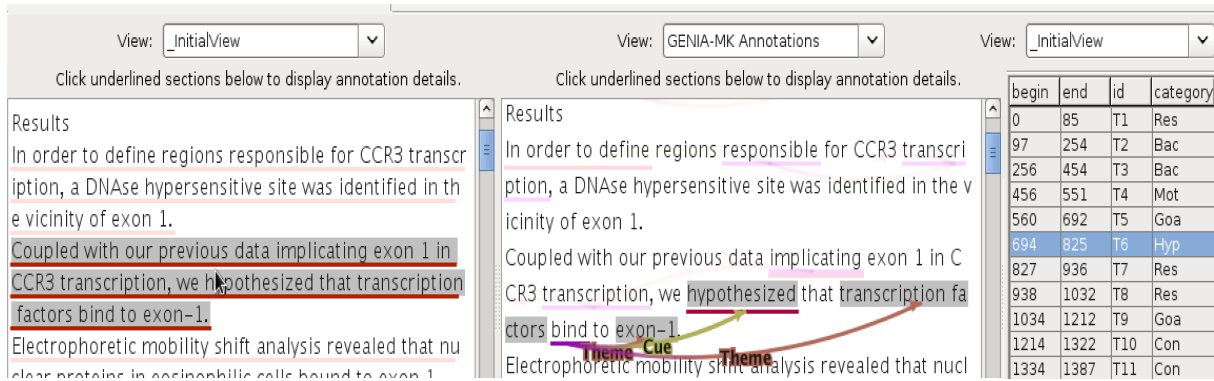 View: _InitialView
Click underlined sections below to display annotation details.
Results
In order to define regions responsible for CCR3 transcr
iption, a DNAse hypersensitive site was identified in th
e vicinity of exon 1.
Coupled with our previous data implicating exon 1 in
CCR3 transcription, we hypothesized that transcription
factors bind to exon-1.
Electrophoretic mobility shift analysis revealed that nu
clear proteins in eosinophilic cells bound to exon 1
View: GENIA-MK Annotations
Click underlined sections below to display annotation details.
Results
In order to define regions responsible for CCR3 transcri
ption, a DNAse hypersensitive site was identified in the v
icinity of exon 1.
Coupled with our previous data implicating exon 1 in C
CR3 transcription, we hypothesized that transcription fa
ctors bind to exon-1.
Theme Cue Theme
Electrophoretic mobility shift analysis revealed that nucl
View: _InitialView
begin end id category
0 85 T1 Res
97 254 T2 Bac
256 454 T3 Bac
456 551 T4 Mot
560 692 T5 Goa
694 825 T6 Hyp
827 936 T7 Res
938 1032 T8 Res
1034 1212 T9 Goa
1214 1322 T10 Con
1334 1387 T11 Con